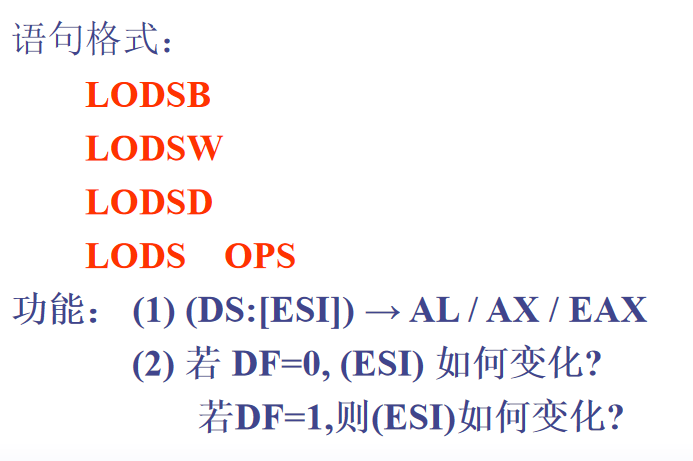 语句格式：
LODSB
LODSW
LODSD
LODS OPS
功能： (1) (DS:[ESI]) → AL / AX / EAX
(2) 若 DF=0, (ESI) 如何变化?
若DF=1,则(ESI)如何变化?